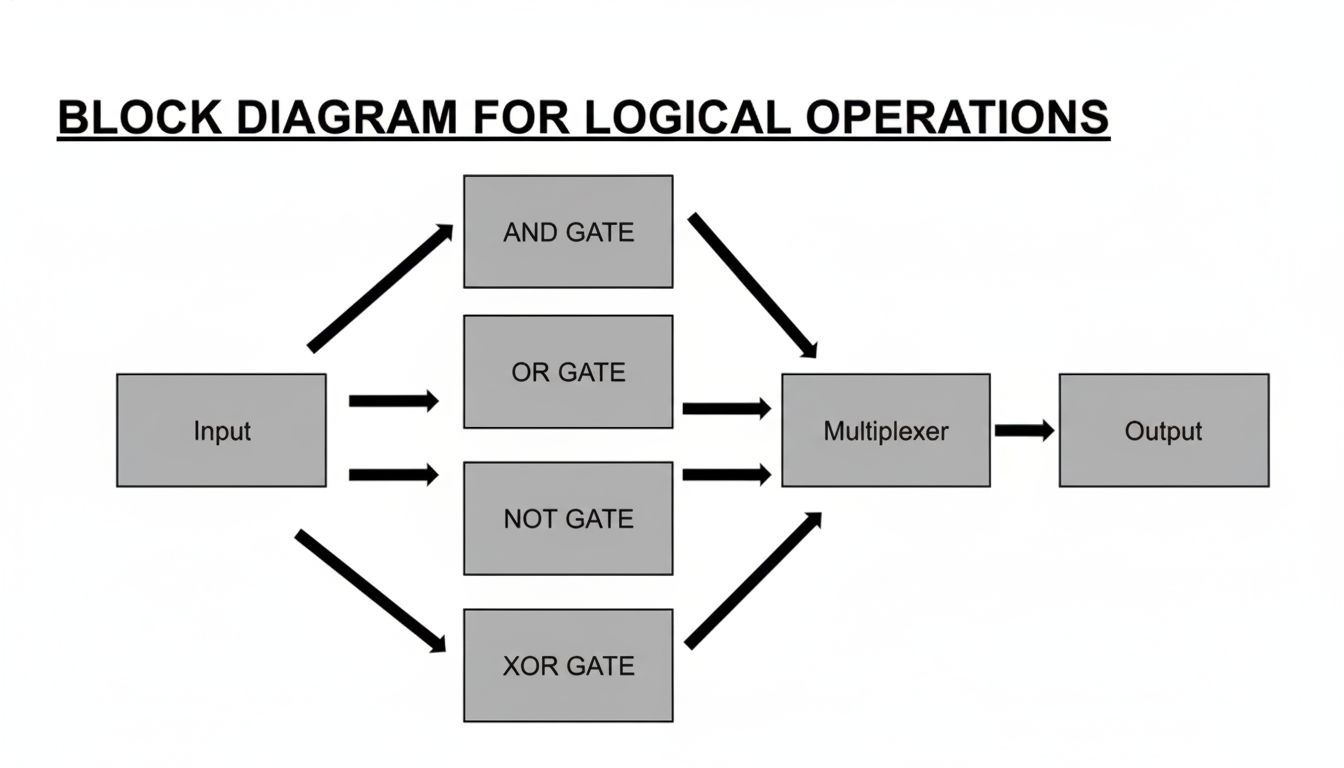 BLOCK DIAGRAM FOR LOGICAL OPERATIONS
AND GATE
OR GATE
Input
Multiplexer
Output
NOT GATE
XOR GATE